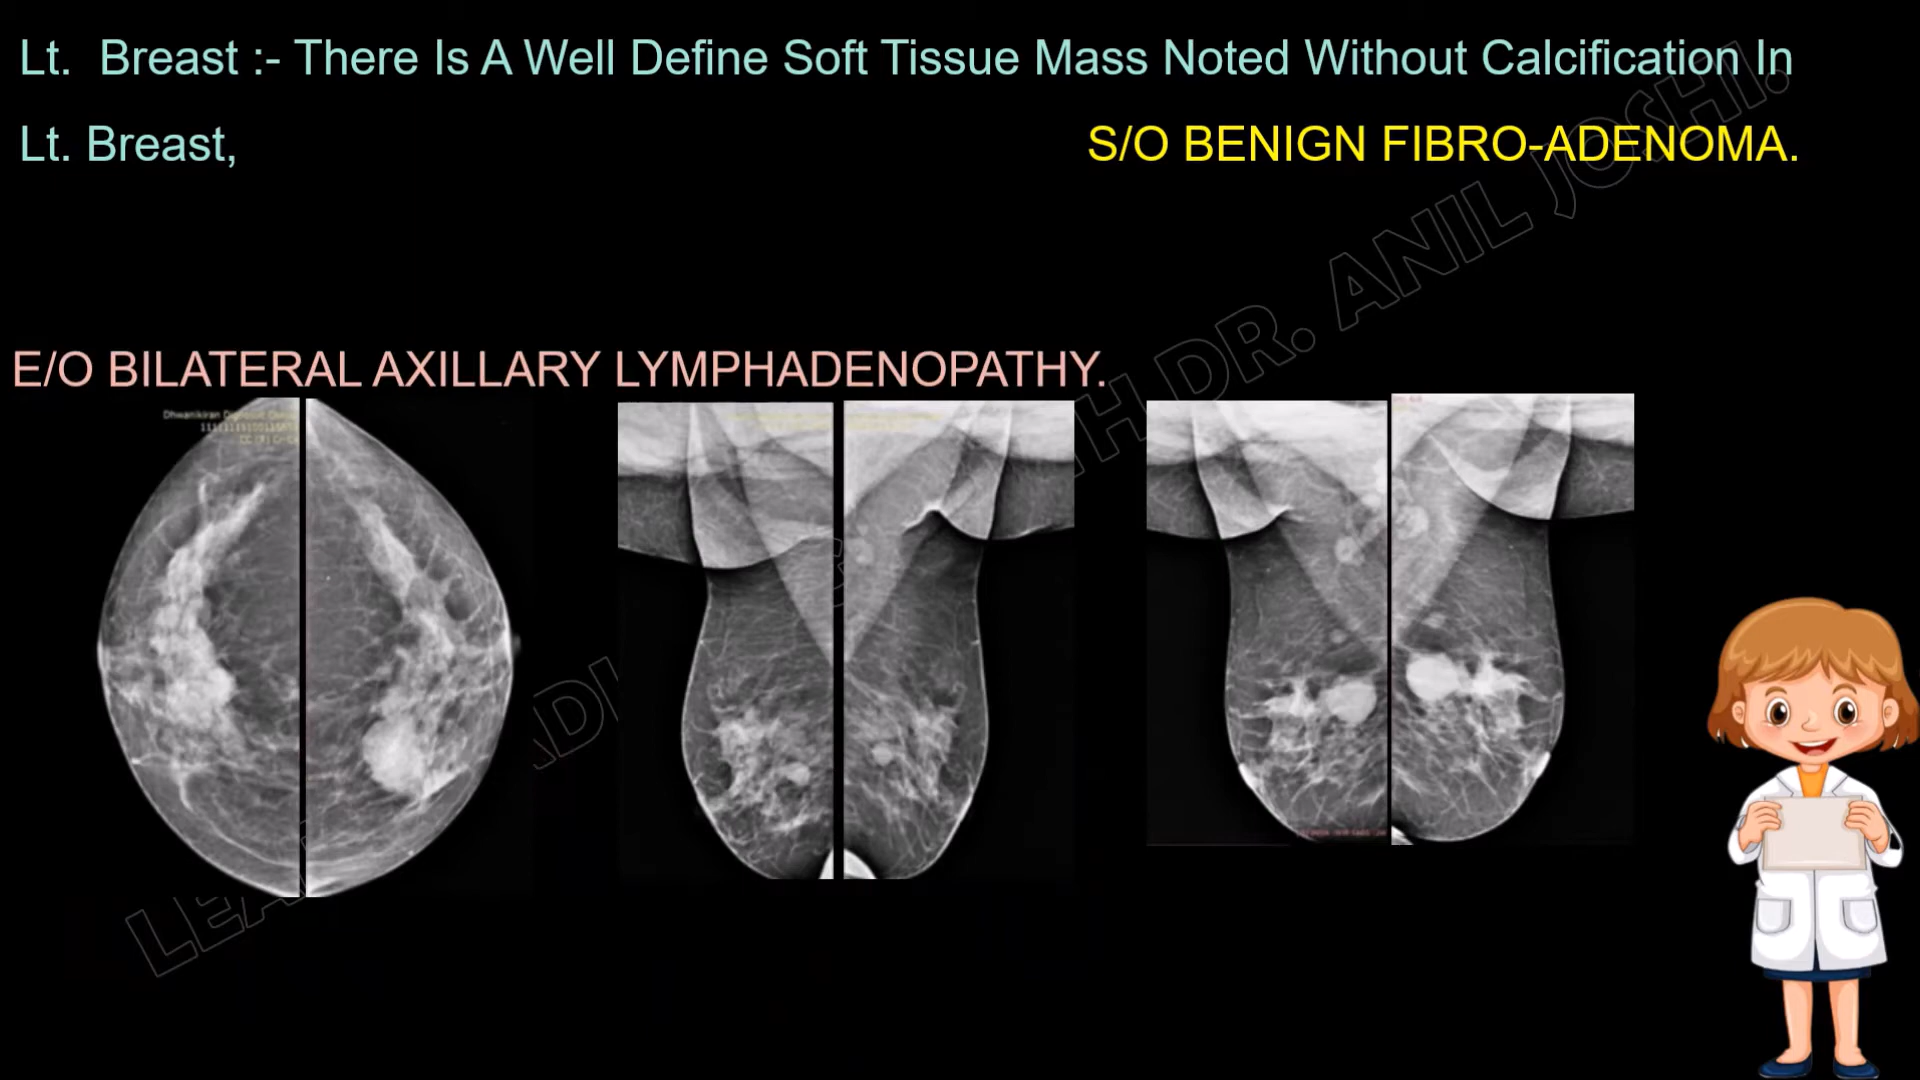 Lt. Breast :- There Is A Well Define Soft Tissue Mass Noted Without Calcification In
Lt. Breast, S/O BENIGN FIBRO-ADENOMA.
E/O BILATERAL AXILLARY LYMPHADENOPATHY.
DR. ANIL JOSHI.